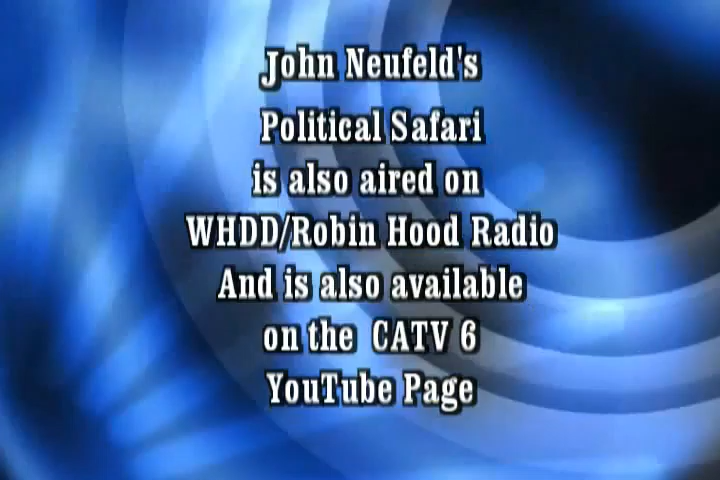 John Neufeld's
Political Safari
is also aired on
WHDD/Robin Hood Radio
And is also available
on the CATV 6
YouTube Page